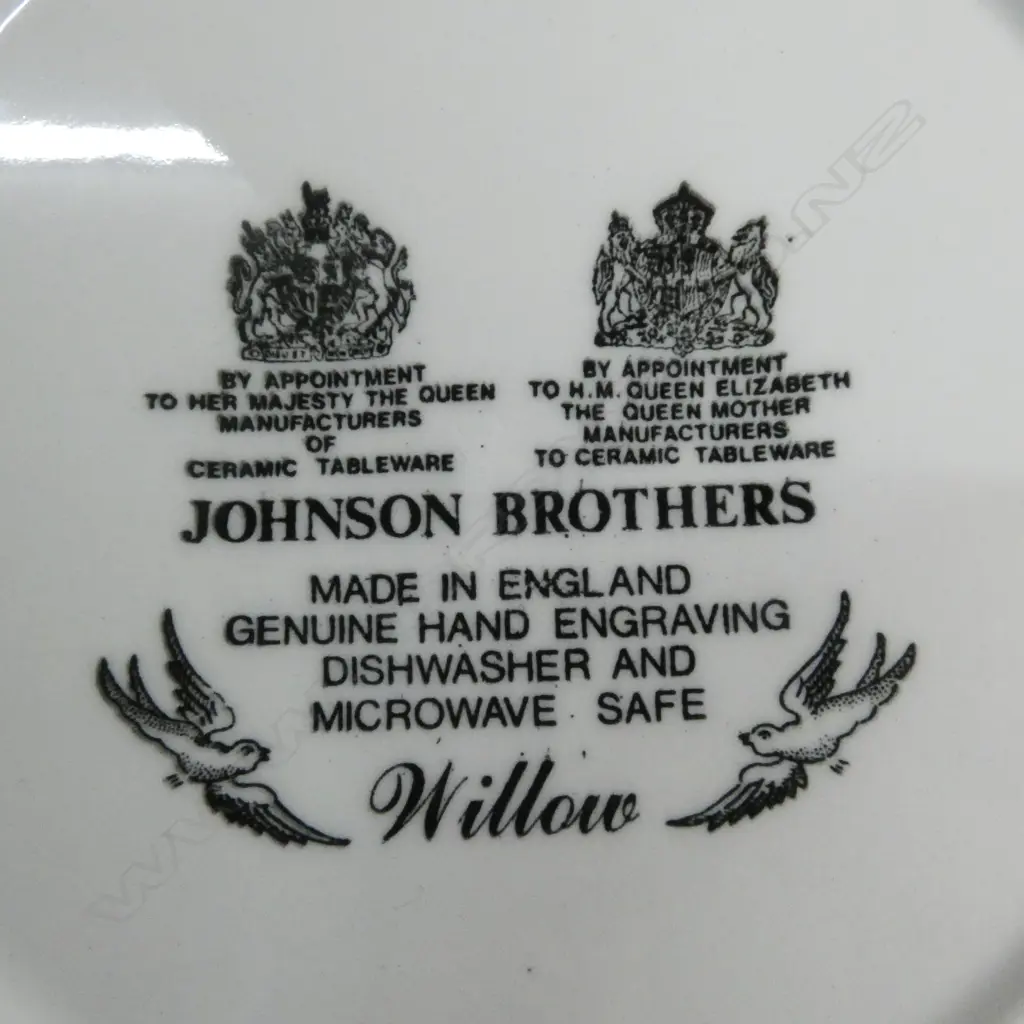 BY APPOINTMENT
TO HER MAJESTY THE QUEEN
MANUFACTURERS
OF
CERAMIC TABLEWARE
BY APPOINTMENT
TO H.M. QUEEN ELIZABETH
THE QUEEN MOTHER
MANUFACTURERS
TO CERAMIC TABLEWARE
JOHNSON BROTHERS
MADE IN ENGLAND
GENUINE HAND ENGRAVING
DISHWASHER AND
MICROWAVE SAFE
Willow